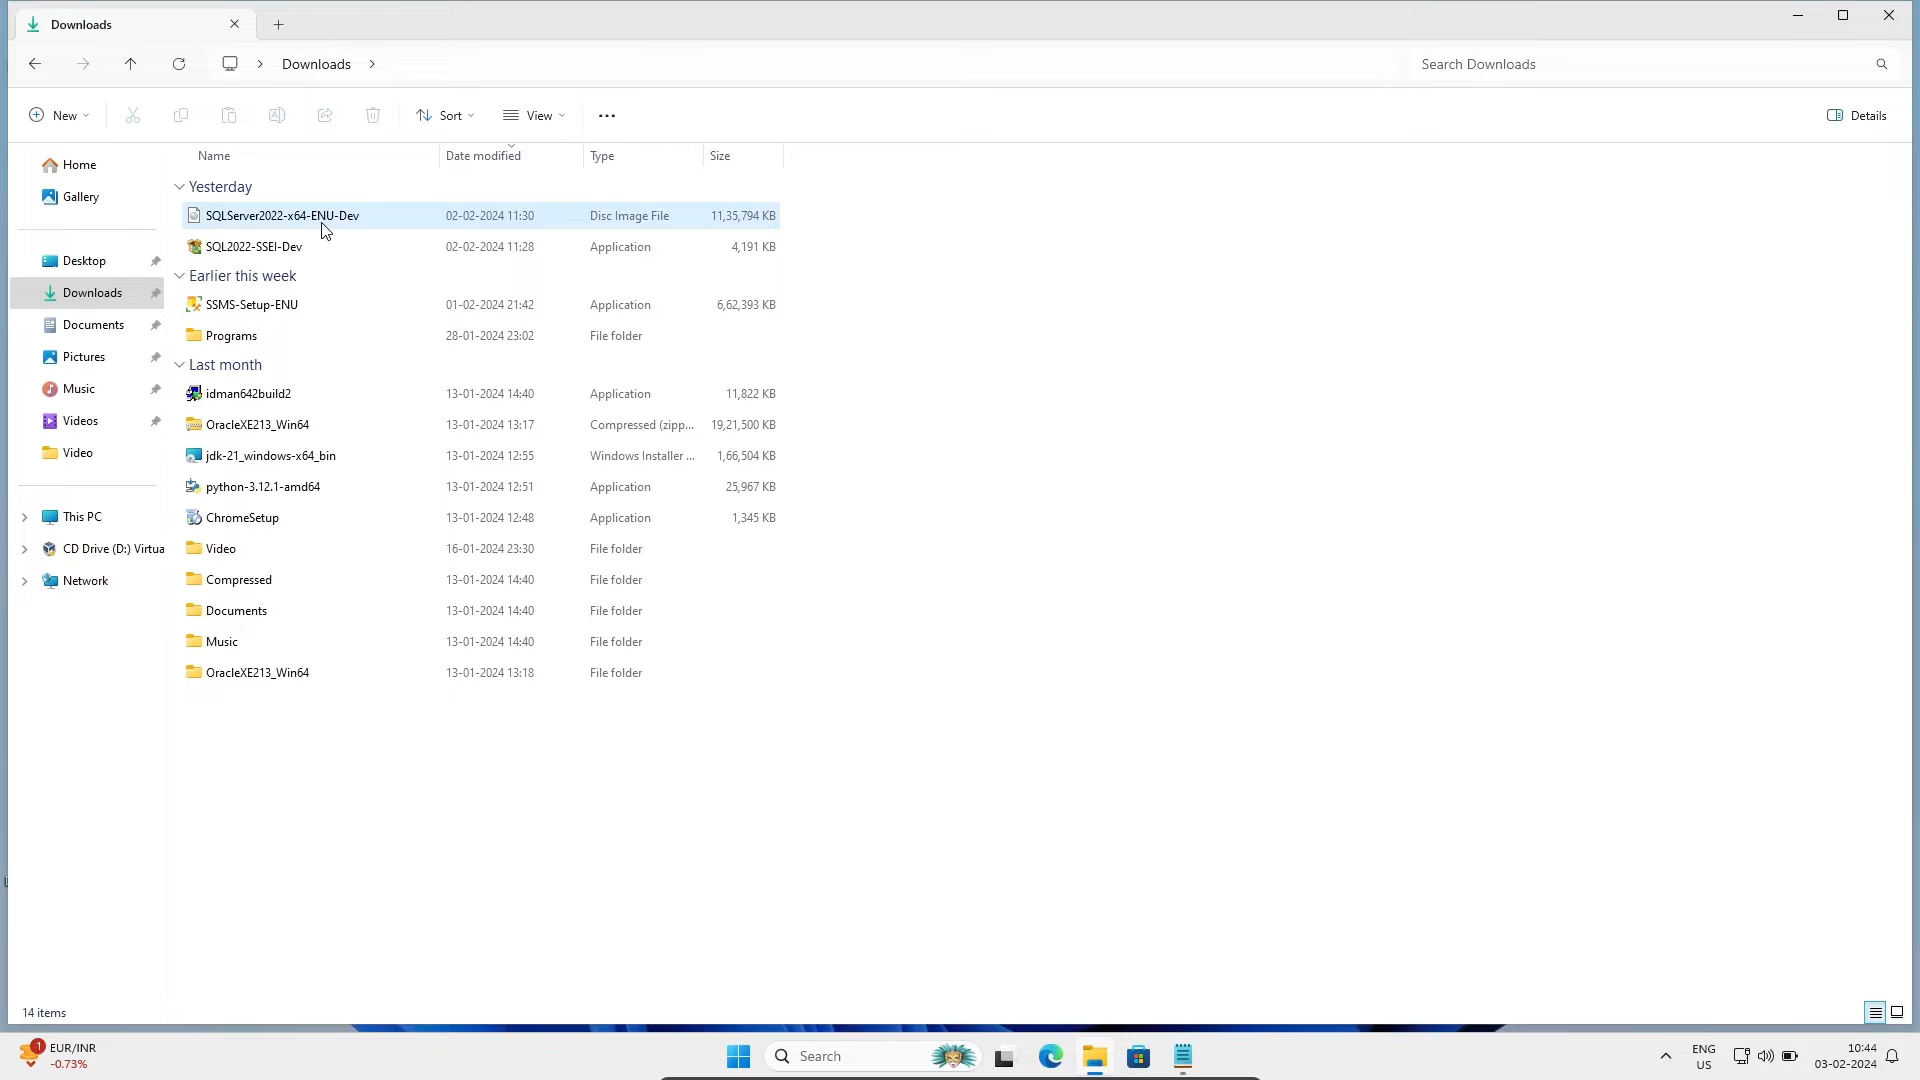 Downloads
Downloads
Search Downloads
New
Sort
View
Details
Name Date modified Type Size
Home
Gallery
Desktop
Downloads
Documents
Pictures
Music
Videos
Video
This PC
CD Drive (D:) Virtua
Network
Yesterday
SQLServer2022-x64-ENU-Dev 02-02-2024 11:30 Disc Image File 11,35,794 KB
SQL2022-SSEI-Dev 02-02-2024 11:28 Application 4,191 KB
Earlier this week
SSMS-Setup-ENU 01-02-2024 21:42 Application 6,62,393 KB
Programs 28-01-2024 23:02 File folder
Last month
idman642build2 13-01-2024 14:40 Application 11,822 KB
OracleXE213_Win64 13-01-2024 13:17 Compressed (zipp... 19,21,500 KB
jdk-21_windows-x64_bin 13-01-2024 12:55 Windows Installer ... 1,66,504 KB
python-3.12.1-amd64 13-01-2024 12:51 Application 25,967 KB
ChromeSetup 13-01-2024 12:48 Application 1,345 KB
Video 16-01-2024 23:30 File folder
Compressed 13-01-2024 14:40 File folder
Documents 13-01-2024 14:40 File folder
Music 13-01-2024 14:40 File folder
OracleXE213_Win64 13-01-2024 13:18 File folder
14 items
1
EUR/INR
-0.73%
Search
ENG
US
10:44
03-02-2024